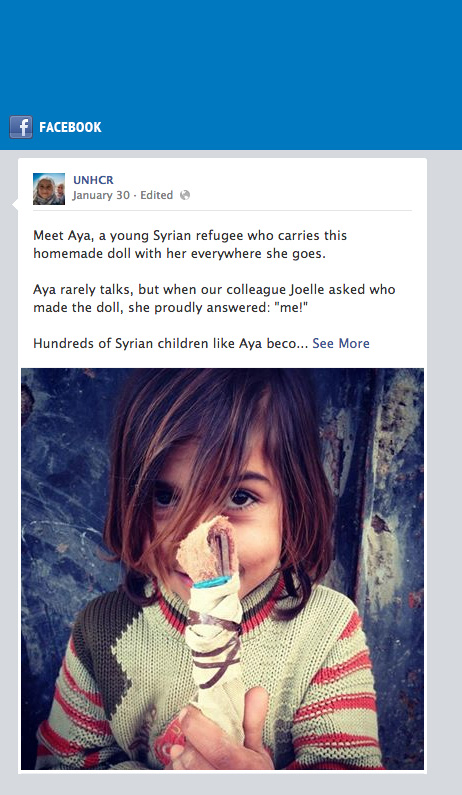 FACEBOOK
UNHCR
January 30 · Edited
Meet Aya, a young Syrian refugee who carries this
homemade doll with her everywhere she goes.
Aya rarely talks, but when our colleague Joelle asked who
made the doll, she proudly answered: "me!"
Hundreds of Syrian children like Aya beco... See More